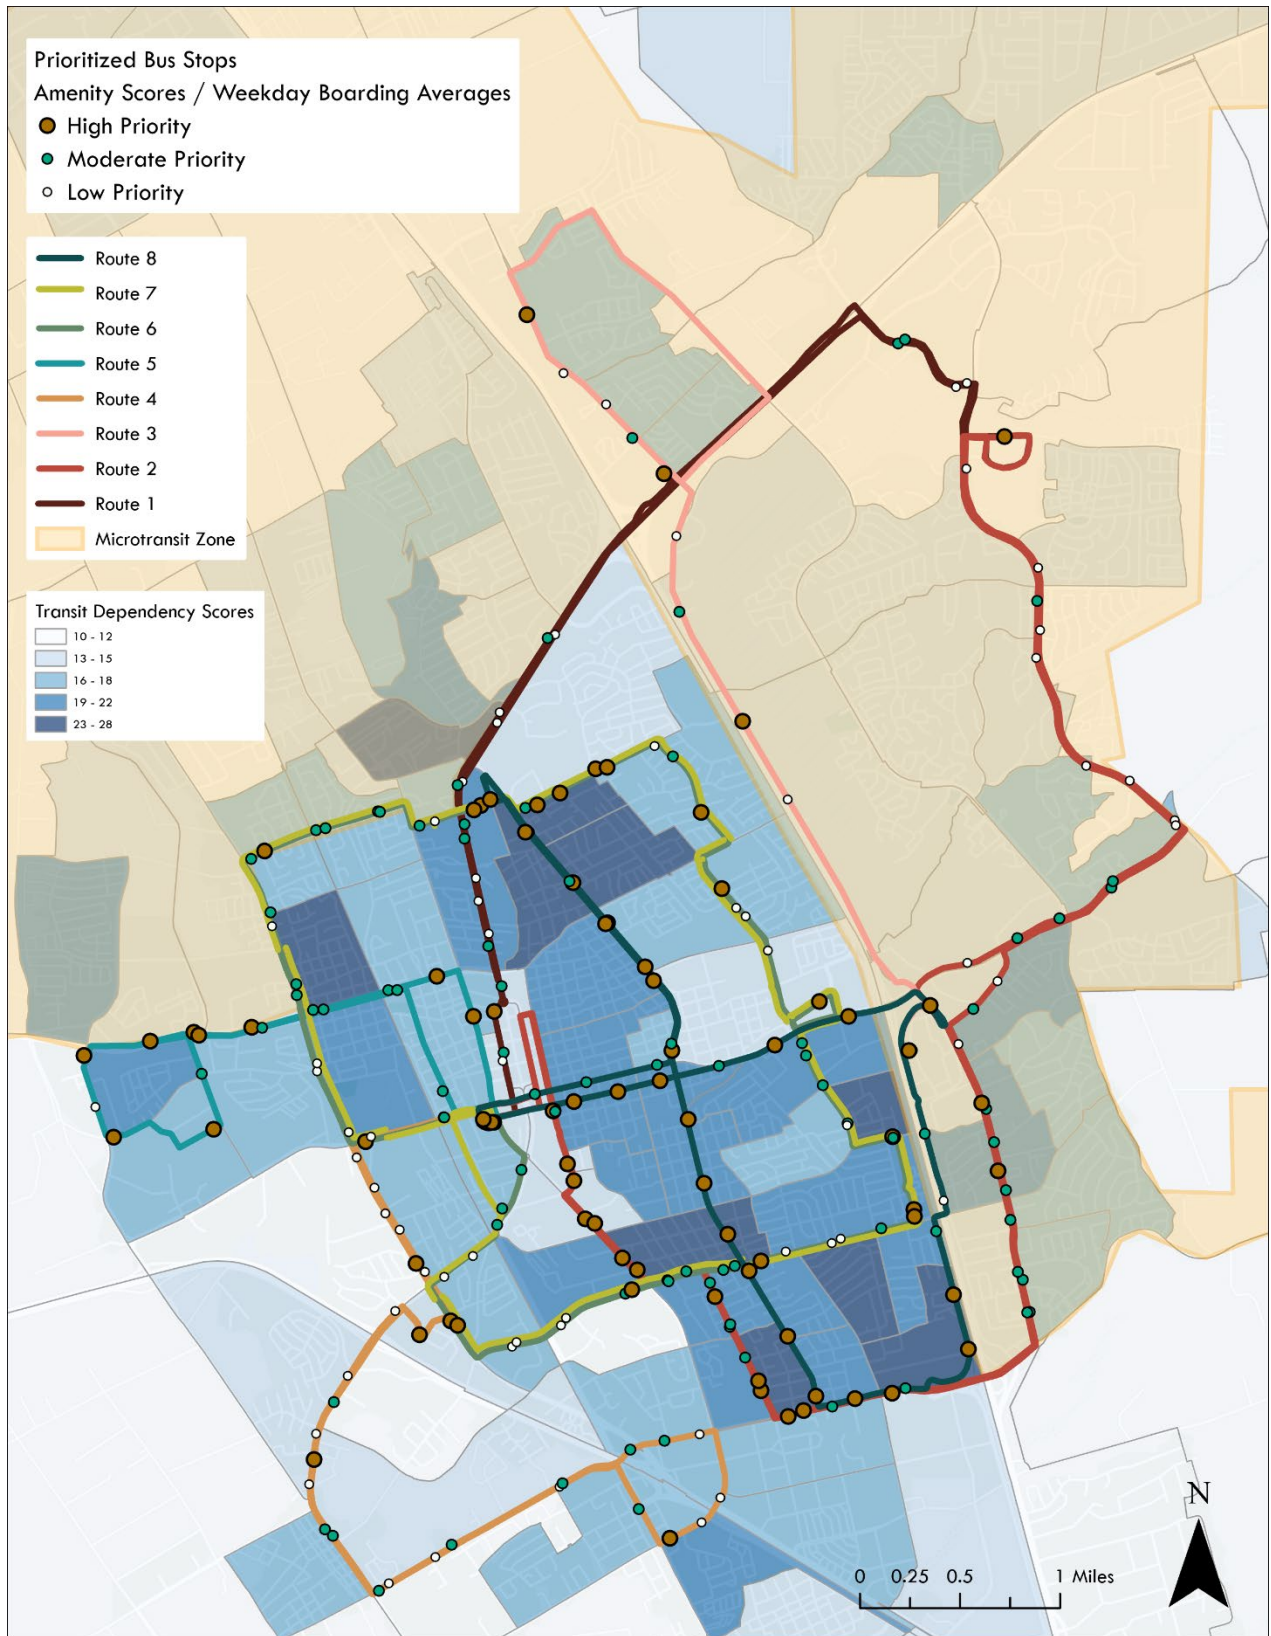 Prioritized Bus Stops
Amenity Scores / Weekday Boarding Averages
High Priority
Moderate Priority
Low Priority
Route 8
Route 7
Route 6
Route 5
Route 4
Route 3
Route 2
Route 1
Microtransit Zone
Transit Dependency Scores
10 - 12
13 - 15
16 - 18
19 - 22
23 - 28
N
0 0.25 0.5 1 Miles